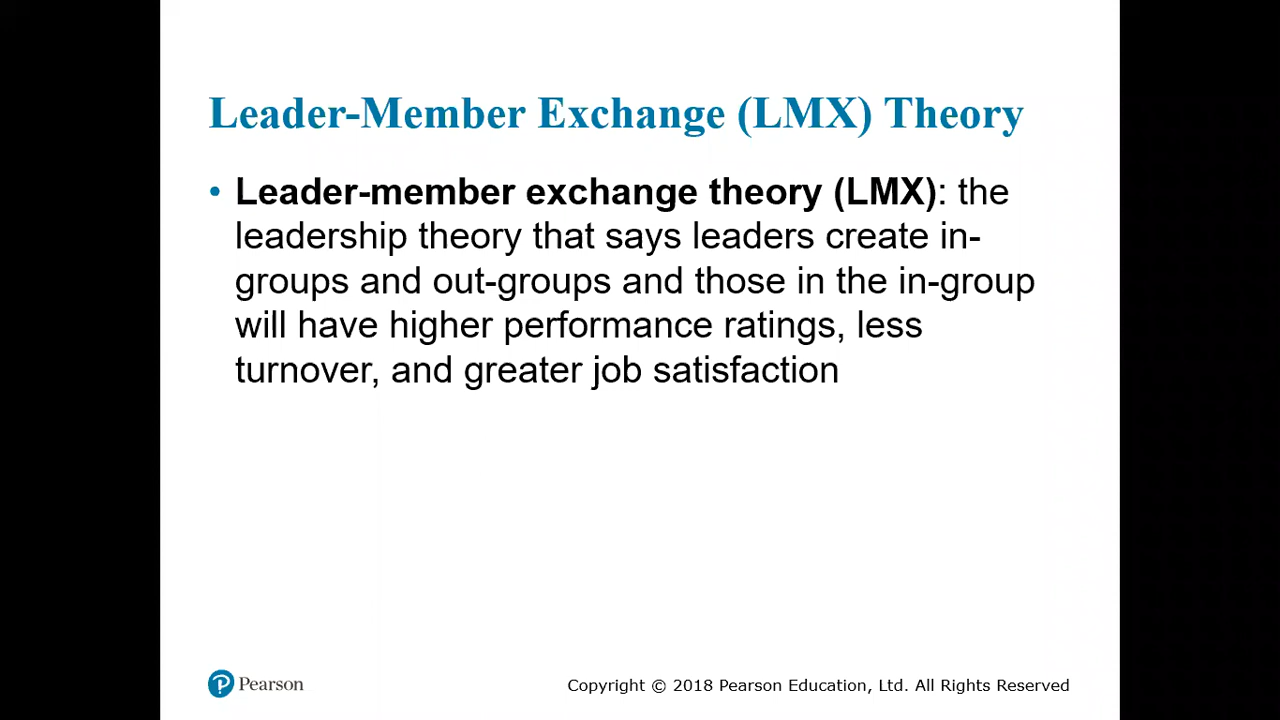 Leader-Member Exchange (LMX) Theory
• Leader-member exchange theory (LMX): the
leadership theory that says leaders create in-
groups and out-groups and those in the in-group
will have higher performance ratings, less
turnover, and greater job satisfaction
Pearson
Copyright © 2018 Pearson Education, Ltd. All Rights Reserved